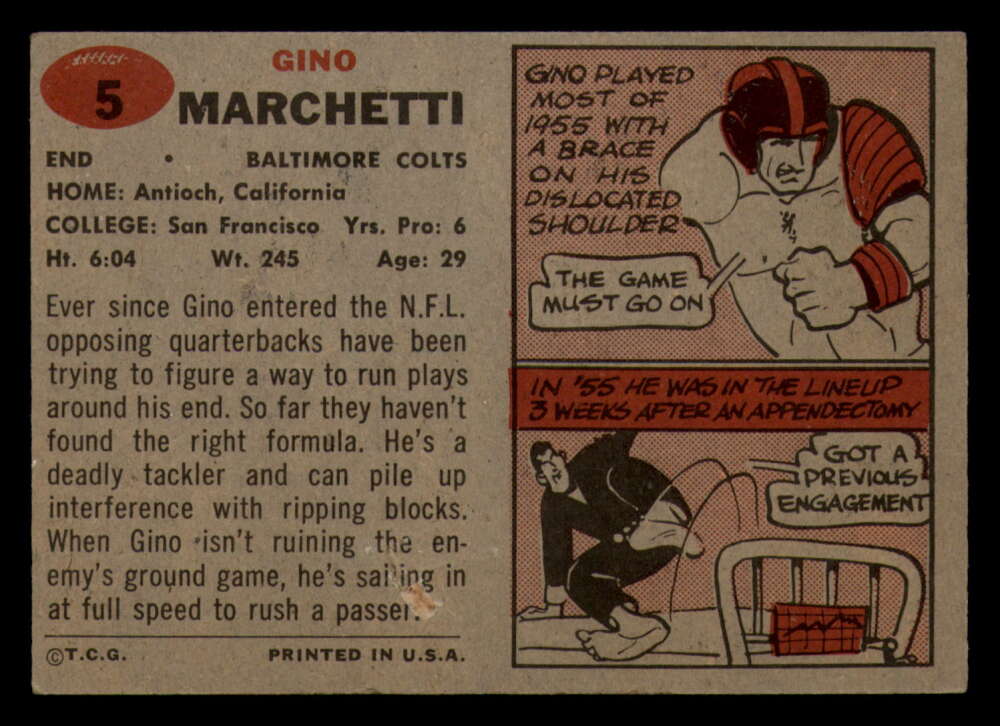 5
GINO
MARCHETTI
END • BALTIMORE COLTS
HOME: Antioch, California
COLLEGE: San Francisco Yrs. Pro: 6
Ht. 6:04 Wt. 245 Age: 29
Ever since Gino entered the N.F.L.
opposing quarterbacks have been
trying to figure a way to run plays
around his end. So far they haven't
found the right formula. He's a
deadly tackler and can pile up
interference with ripping blocks.
When Gino isn't ruining the en-
emy's ground game, he's sailing in
at full speed to rush a passer.
©T.C.G. PRINTED IN U.S.A.
GINO PLAYED
MOST OF
1955 WITH
A BRACE
ON HIS
DISLOCATED
SHOULDER
THE GAME
MUST GO ON
IN '55 HE WAS IN THE LINEUP
3 WEEKS AFTER AN APPENDECTOMY
GOT A
PREVIOUS
ENGAGEMENT